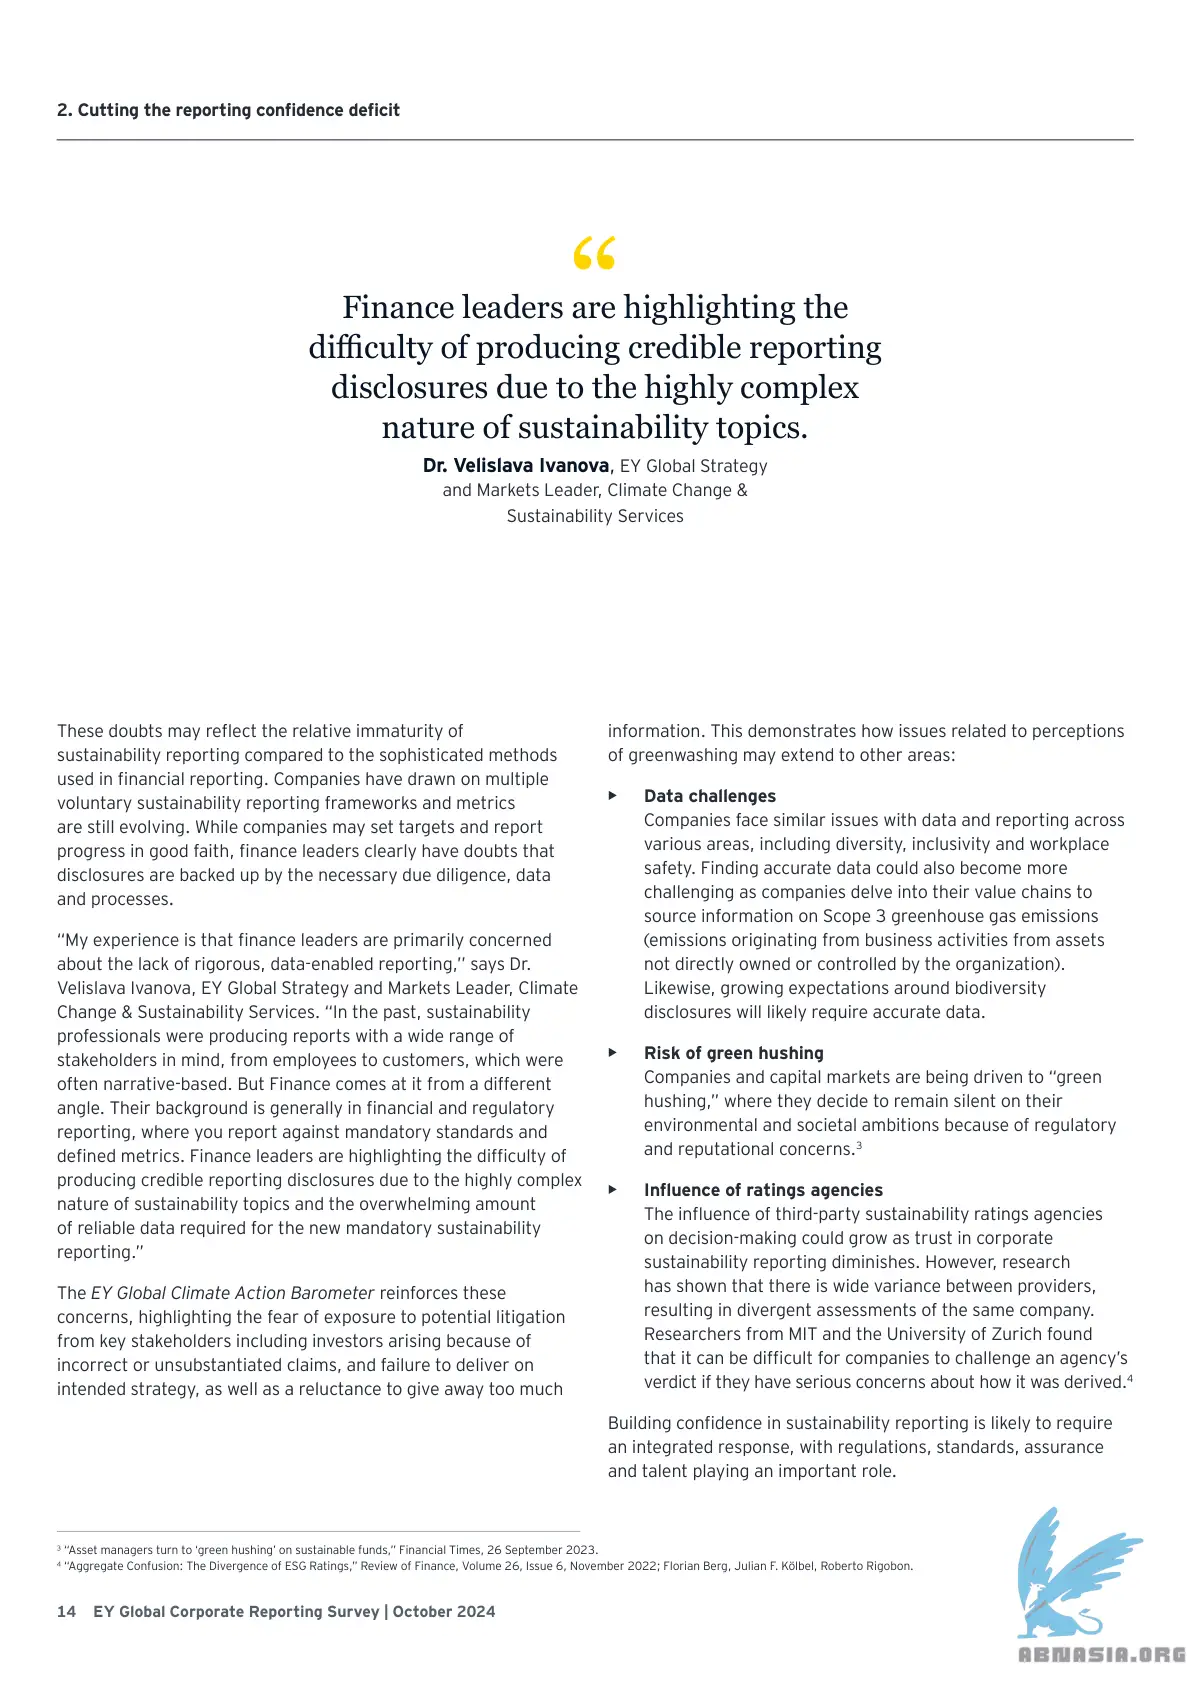 2. Cutting the reporting confidence deficit
“
Finance leaders are highlighting the
difficulty of producing credible reporting
disclosures due to the highly complex
nature of sustainability topics.
Dr. Velislava Ivanova, EY Global Strategy
and Markets Leader, Climate Change &
Sustainability Services
These doubts may reflect the relative immaturity of
sustainability reporting compared to the sophisticated methods
used in financial reporting. Companies have drawn on multiple
voluntary sustainability reporting frameworks and metrics
are still evolving. While companies may set targets and report
progress in good faith, finance leaders clearly have doubts that
disclosures are backed up by the necessary due diligence, data
and processes.
“My experience is that finance leaders are primarily concerned
about the lack of rigorous, data-enabled reporting,” says Dr.
Velislava Ivanova, EY Global Strategy and Markets Leader, Climate
Change & Sustainability Services. “In the past, sustainability
professionals were producing reports with a wide range of
stakeholders in mind, from employees to customers, which were
often narrative-based. But Finance comes at it from a different
angle. Their background is generally in financial and regulatory
reporting, where you report against mandatory standards and
defined metrics. Finance leaders are highlighting the difficulty of
producing credible reporting disclosures due to the highly complex
nature of sustainability topics and the overwhelming amount
of reliable data required for the new mandatory sustainability
reporting.”
The EY Global Climate Action Barometer reinforces these
concerns, highlighting the fear of exposure to potential litigation
from key stakeholders including investors arising because of
incorrect or unsubstantiated claims, and failure to deliver on
intended strategy, as well as a reluctance to give away too much
information. This demonstrates how issues related to perceptions
of greenwashing may extend to other areas:
► Data challenges
Companies face similar issues with data and reporting across
various areas, including diversity, inclusivity and workplace
safety. Finding accurate data could also become more
challenging as companies delve into their value chains to
source information on Scope 3 greenhouse gas emissions
(emissions originating from business activities from assets
not directly owned or controlled by the organization).
Likewise, growing expectations around biodiversity
disclosures will likely require accurate data.
► Risk of green hushing
Companies and capital markets are being driven to “green
hushing,” where they decide to remain silent on their
environmental and societal ambitions because of regulatory
and reputational concerns.³
► Influence of ratings agencies
The influence of third-party sustainability ratings agencies
on decision-making could grow as trust in corporate
sustainability reporting diminishes. However, research
has shown that there is wide variance between providers,
resulting in divergent assessments of the same company.
Researchers from MIT and the University of Zurich found
that it can be difficult for companies to challenge an agency’s
verdict if they have serious concerns about how it was derived.⁴
Building confidence in sustainability reporting is likely to require
an integrated response, with regulations, standards, assurance
and talent playing an important role.
³ “Asset managers turn to ‘green hushing’ on sustainable funds,” Financial Times, 26 September 2023.
⁴ “Aggregate Confusion: The Divergence of ESG Ratings,” Review of Finance, Volume 26, Issue 6, November 2022; Florian Berg, Julian F. Kölbel, Roberto Rigobon.
14 EY Global Corporate Reporting Survey | October 2024
ABNASIA.ORG